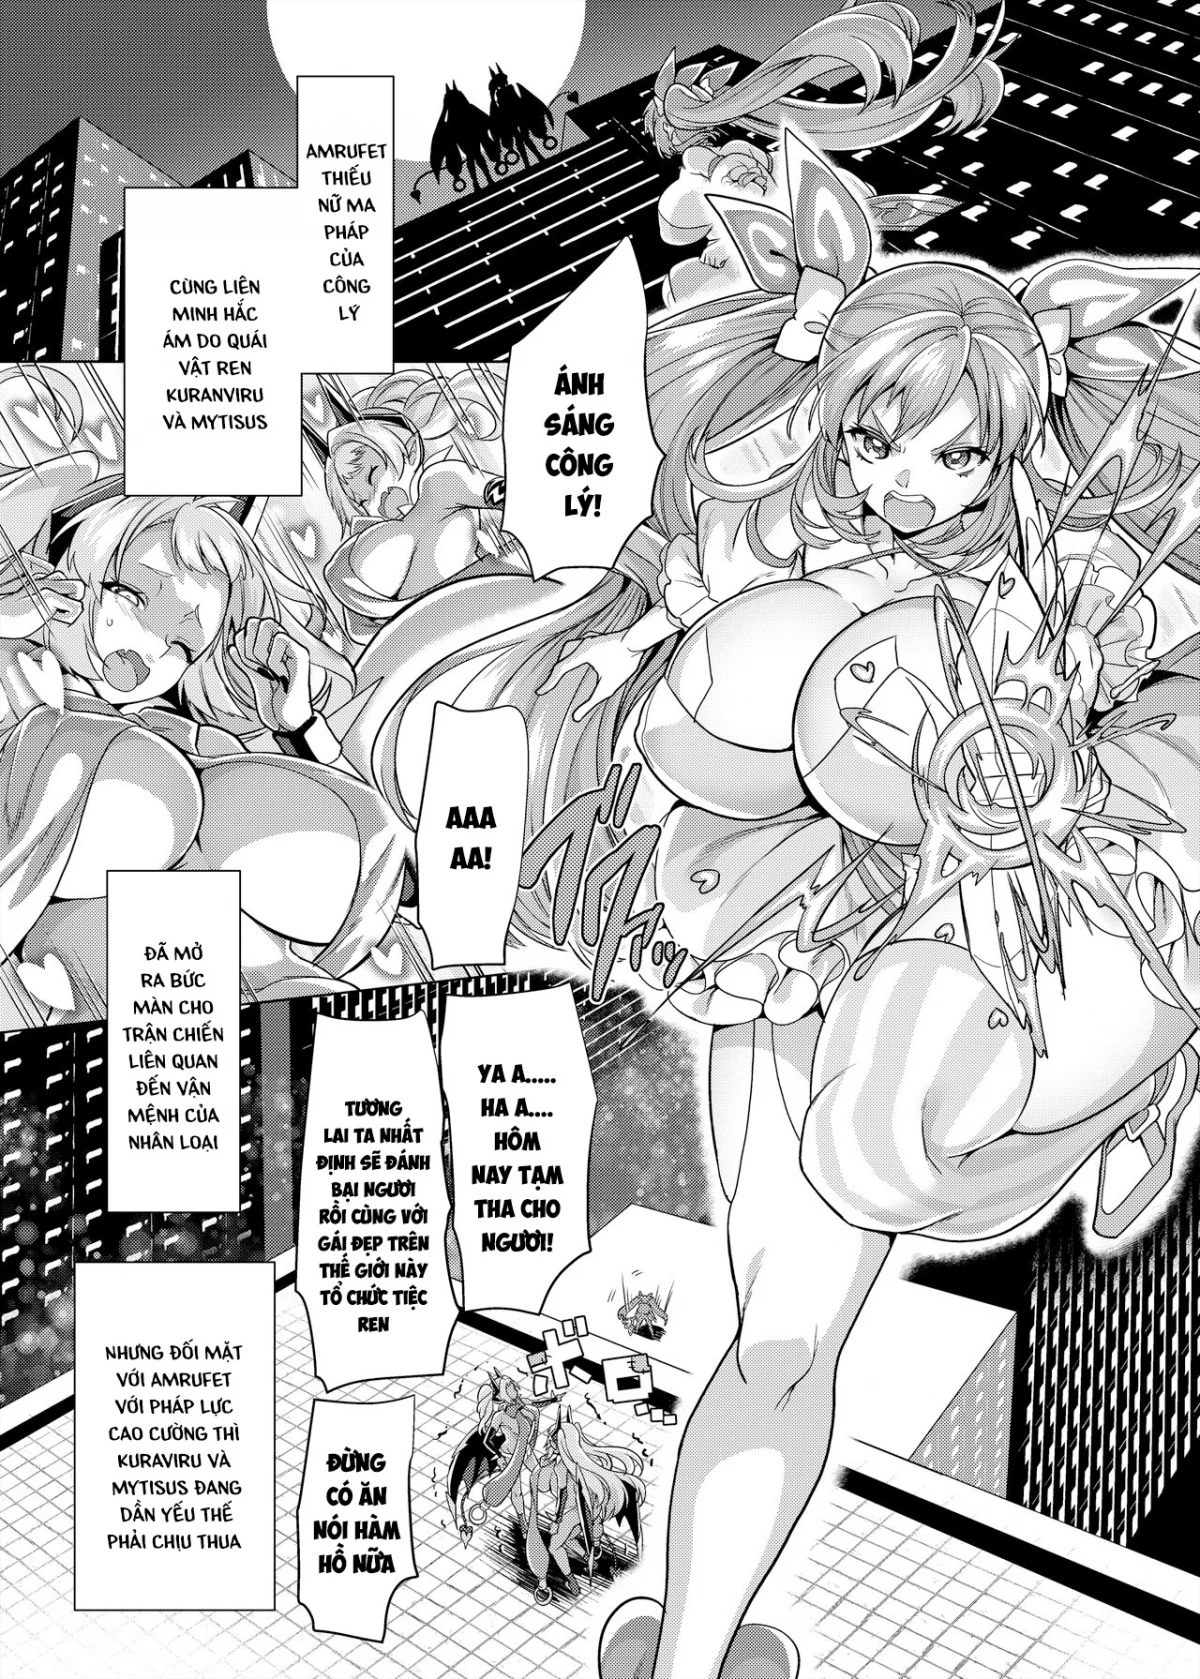 AMRUFET
THIẾU
NỮ MA
PHÁP
CỦA
CÔNG
LÝ
CÙNG LIÊN
MINH HẮC
ÁM DO QUÁI
VẬT REN
KURANVIRU
VÀ MYTISUS
ÁNH
SÁNG
CÔNG
LÝ!
AAA
AA!
ĐÃ MỞ
RA BỨC
MÀN CHO
TRẬN CHIẾN
LIÊN QUAN
ĐẾN VẬN
MỆNH CỦA
NHÂN LOẠI
YA A.....
HA A....
HÔM
NAY TẠM
THA CHO
NGƯƠI!
TƯƠNG
LAI TA NHẤT
ĐỊNH SẼ ĐÁNH
BẠI NGƯƠI
RỒI CÙNG VỚI
GÁI ĐẸP TRÊN
THẾ GIỚI NÀY
TỔ CHỨC TIỆC
REN
NHƯNG ĐỐI MẶT
VỚI AMRUFET
VỚI PHÁP LỰC
CAO CƯỜNG THÌ
KURAVIRU VÀ
MYTISUS ĐANG
DẦN YẾU THẾ
PHẢI CHỊU THUA
ĐỪNG
CÓ ĂN
NÓI HÀM
HỒ NỮA